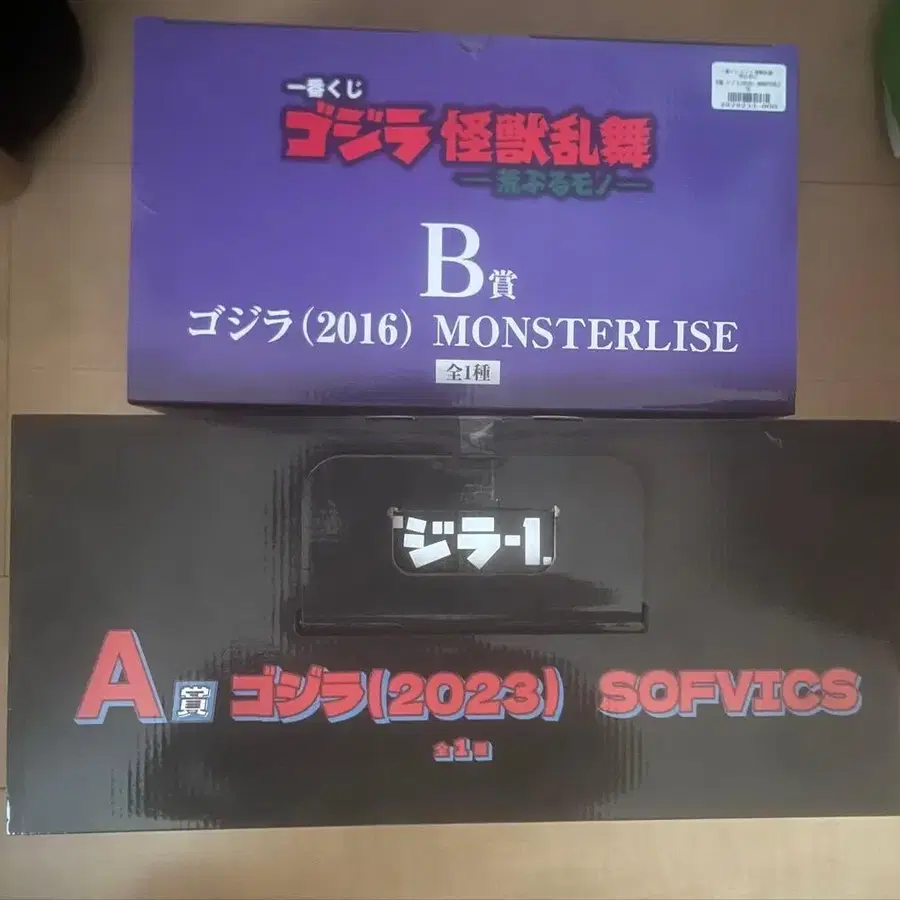 一番くじ
ゴジラ 怪獣乱舞
―荒ぶるモノ―
B賞
ゴジラ(2016) MONSTERLISE
全1種
ジラ-1.
A賞 ゴジラ(2023) SOFVICS
全1種